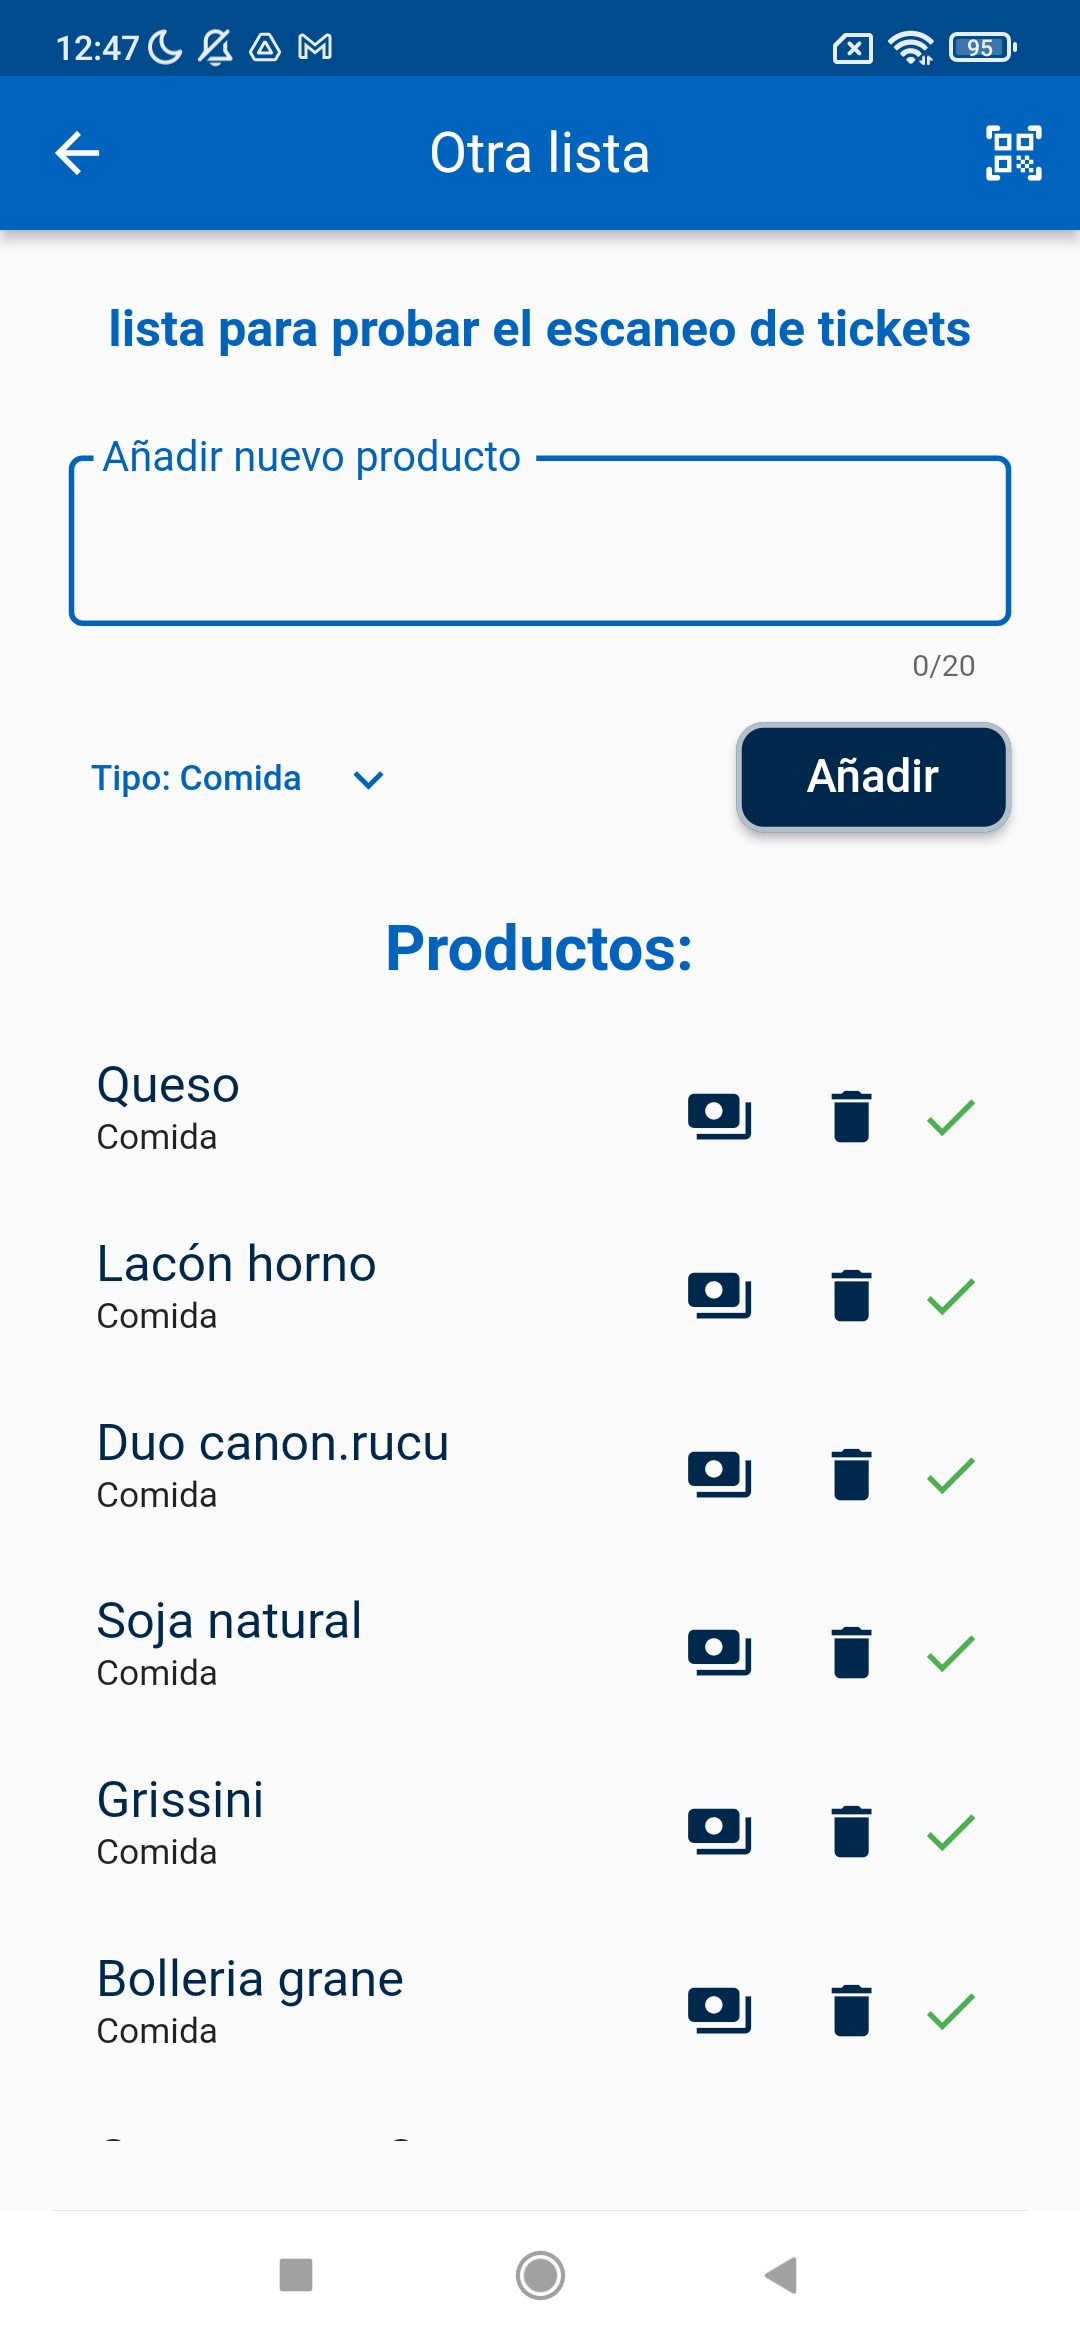 12:47
95
Otra lista
lista para probar el escaneo de tickets
Añadir nuevo producto
0/20
Tipo: Comida
Añadir
Productos:
Queso
Comida
Lacón horno
Comida
Duo canon.rucu
Comida
Soja natural
Comida
Grissini
Comida
Bolleria grane
Comida